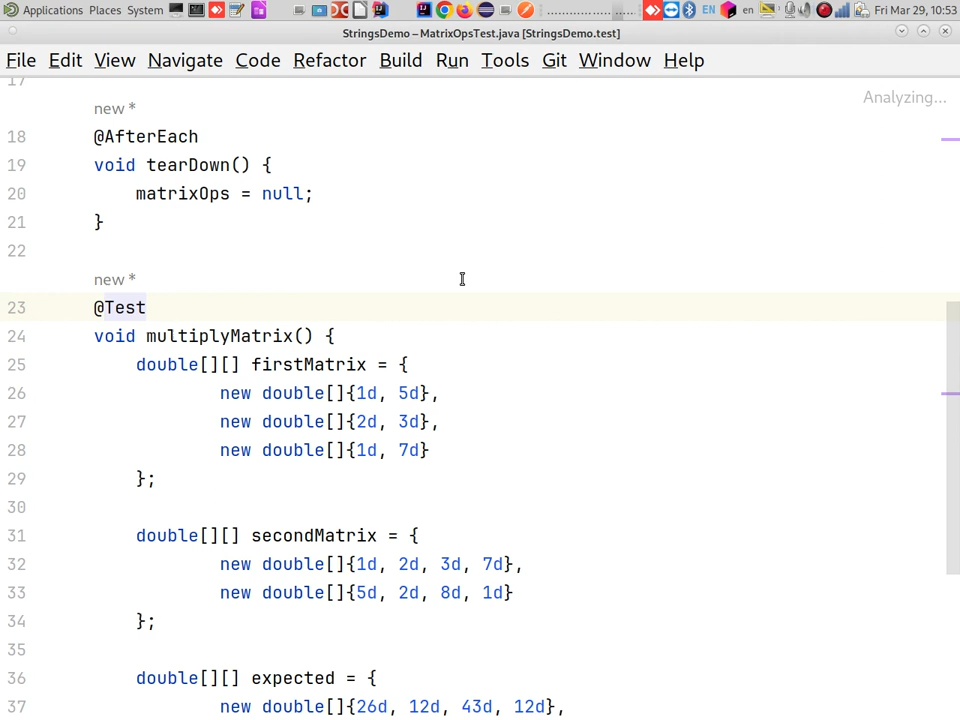 Applications Places System EN en Fri Mar 29, 10:53
StringsDemo – MatrixOpsTest.java [StringsDemo.test]
File Edit View Navigate Code Refactor Build Run Tools Git Window Help
17
Analyzing...
new *
18 @AfterEach
19 void tearDown() {
20 matrixOps = null;
21 }
22
new *
23 @Test
24 void multiplyMatrix() {
25 double[][] firstMatrix = {
26 new double[]{1d, 5d},
27 new double[]{2d, 3d},
28 new double[]{1d, 7d}
29 };
30
31 double[][] secondMatrix = {
32 new double[]{1d, 2d, 3d, 7d},
33 new double[]{5d, 2d, 8d, 1d}
34 };
35
36 double[][] expected = {
37 new double[]{26d, 12d, 43d, 12d},